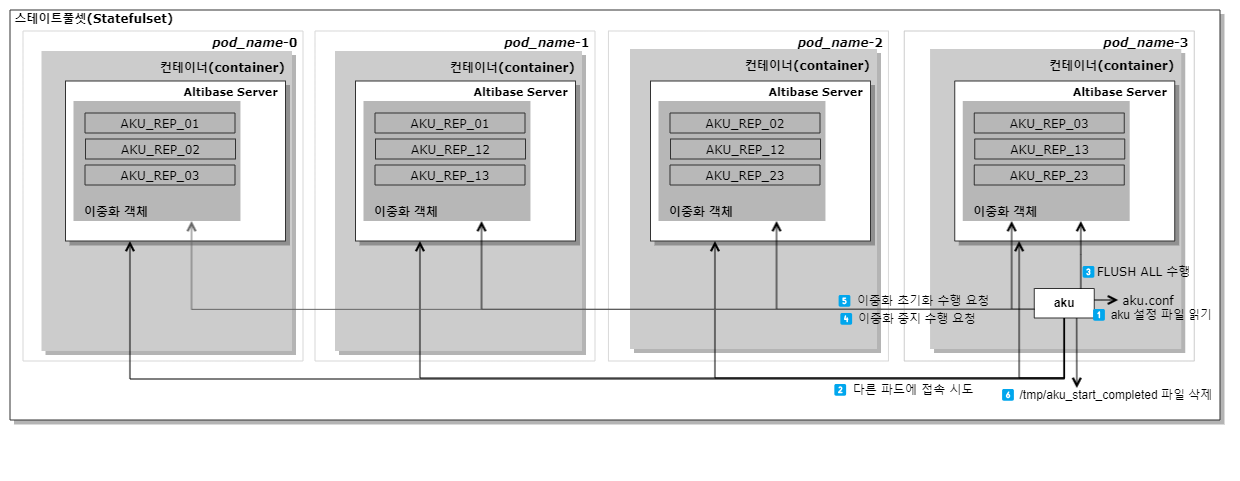 스테이트풀셋(Statefulset)
pod_name-0
컨테이너(container)
Altibase Server
AKU_REP_01
AKU_REP_02
AKU_REP_03
이중화 객체
pod_name-1
컨테이너(container)
Altibase Server
AKU_REP_01
AKU_REP_12
AKU_REP_13
이중화 객체
pod_name-2
컨테이너(container)
Altibase Server
AKU_REP_02
AKU_REP_12
AKU_REP_23
이중화 객체
pod_name-3
컨테이너(container)
Altibase Server
AKU_REP_03
AKU_REP_13
AKU_REP_23
이중화 객체
3 FLUSH ALL 수행
5 이중화 초기화 수행 요청
aku
aku.conf
4 이중화 중지 수행 요청
1 aku 설정 파일 읽기
2 다른 파드에 접속 시도
6 /tmp/aku_start_completed 파일 삭제